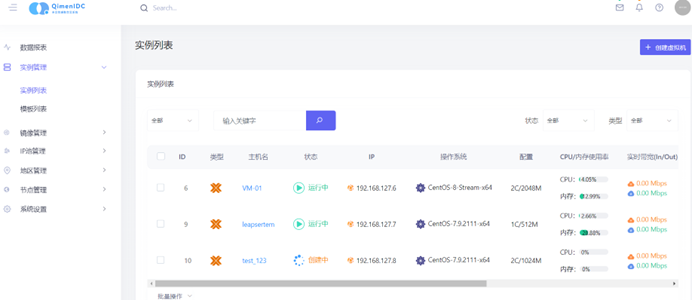 QimenIDC
Search...
数据报表
实例管理
实例列表
模板列表
镜像管理
IP池管理
地区管理
节点管理
系统设置
实例列表
+ 创建虚拟机
实例列表
全部
输入关键字
状态 全部
类型 全部
ID 类型 主机名 状态 IP 操作系统 配置 CPU/内存使用率 实时带宽(In/Out)
6 VM-01 运行中 192.168.127.6 CentOS-8-Stream-x64 2C/2048M CPU: 4.05% 内存: 2.99% 0.00 Mbps 0.00 Mbps
9 leapsertem 运行中 192.168.127.7 CentOS-7.9.2111-x64 1C/512M CPU: 2.66% 内存: 28.88% 0.00 Mbps 0.00 Mbps
10 test_123 创建中 192.168.127.8 CentOS-7.9.2111-x64 2C/1024M CPU: 0% 内存: 0% 0.00 Mbps 0.00 Mbps
批量操作